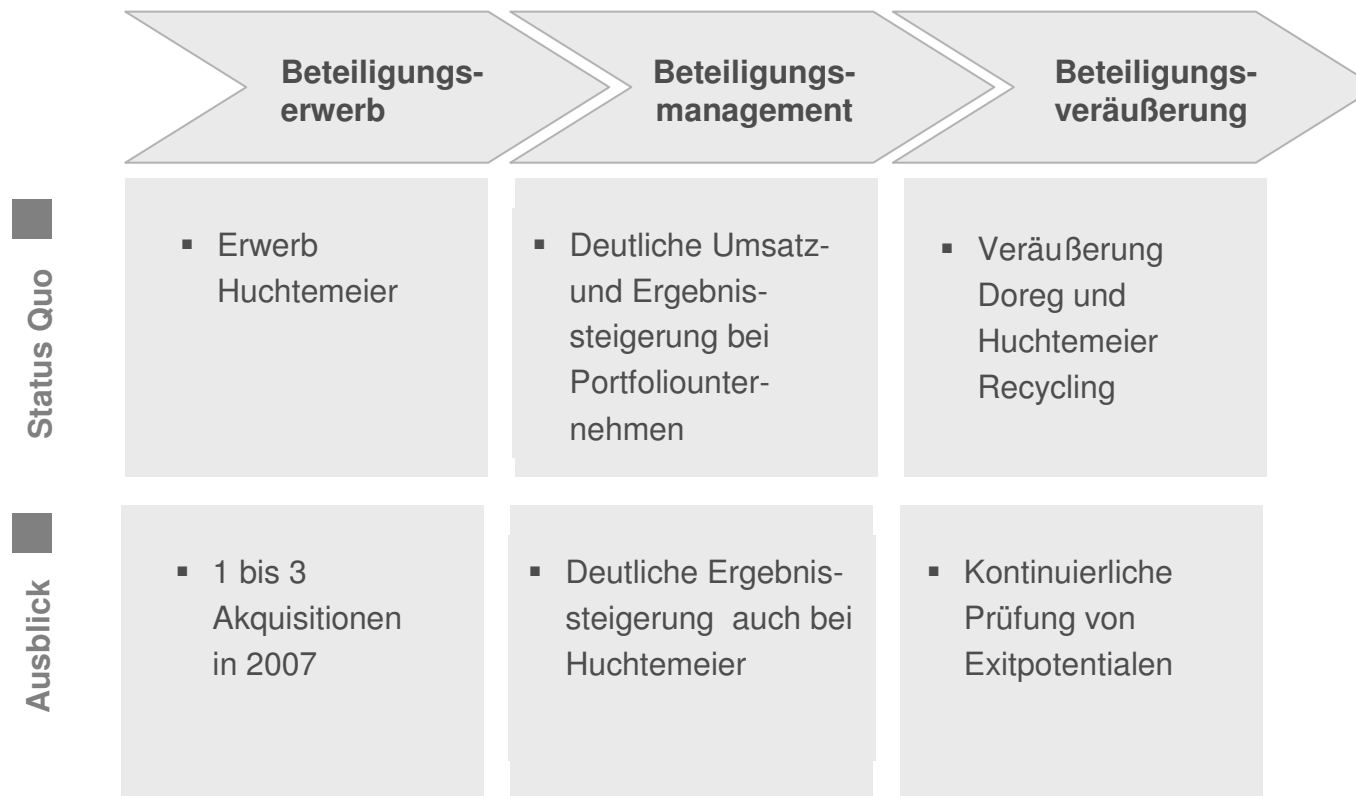 Beteiligungs-
erwerb
Beteiligungs-
management
Beteiligungs-
veräußerung
Status Quo
▪ Erwerb
Huchtemeier
▪ Deutliche Umsatz-
und Ergebnis-
steigerung bei
Portfoliounter-
nehmen
▪ Veräußerung
Doreg und
Huchtemeier
Recycling
Ausblick
▪ 1 bis 3
Akquisitionen
in 2007
▪ Deutliche Ergebnis-
steigerung auch bei
Huchtemeier
▪ Kontinuierliche
Prüfung von
Exitpotentialen